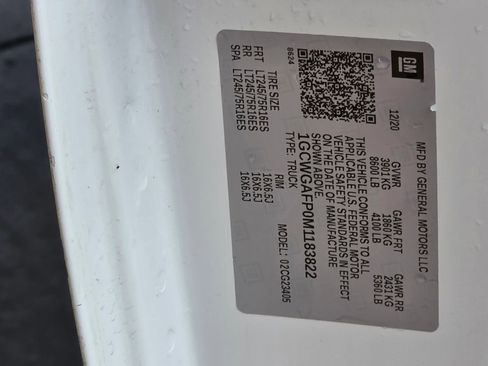 GM
MFD BY GENERAL MOTORS LLC
12/20 GVWR GAWR FRT GAWR RR
3901 KG 1860 KG 2431 KG
8600 LB 4100 LB 5360 LB
THIS VEHICLE CONFORMS TO ALL
APPLICABLE U.S. FEDERAL MOTOR
VEHICLE SAFETY STANDARDS IN EFFECT
ON THE DATE OF MANUFACTURE
SHOWN ABOVE.
1GCWGAFP0M1183822
TYPE: TRUCK MODEL: 02CG23405
8624
TIRE SIZE RIM
FRT LT245/75R16ES 16X6.5J
RR LT245/75R16ES 16X6.5J
SPA LT245/75R16ES 16X6.5J